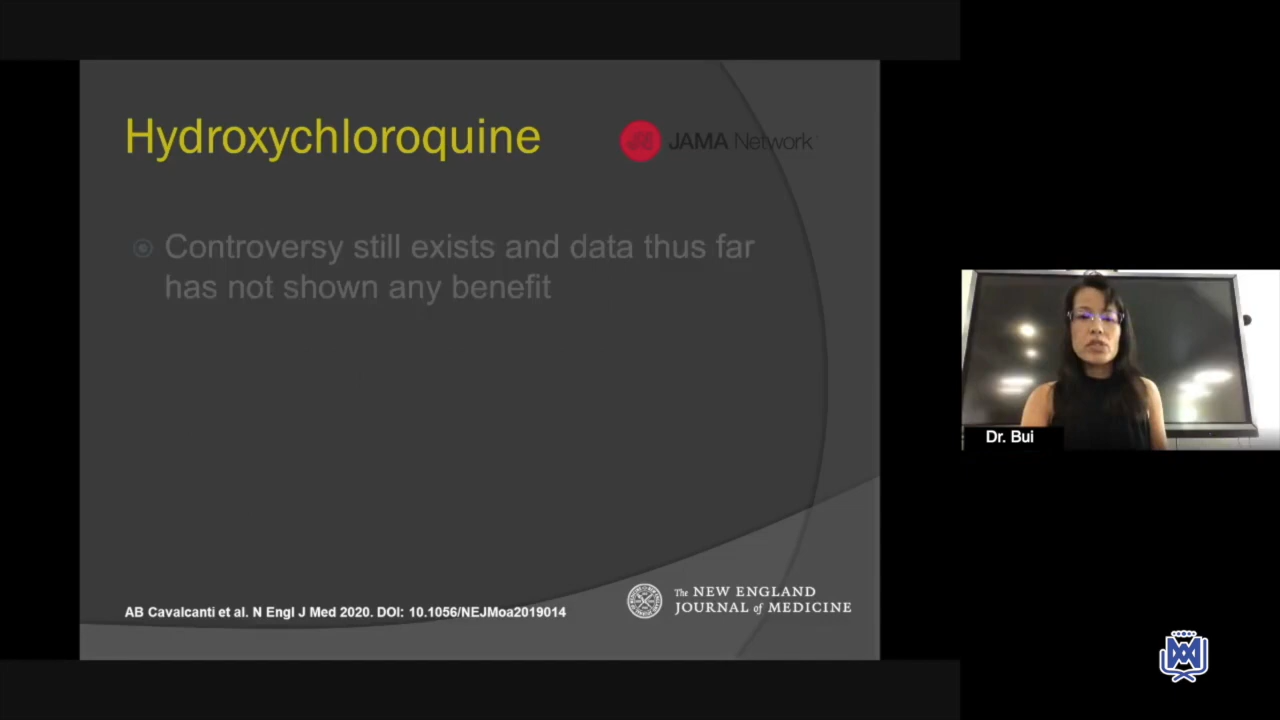 Hydroxychloroquine
JAMA Network
Controversy still exists and data thus far
has not shown any benefit
AB Cavalcanti et al. N Engl J Med 2020. DOI: 10.1056/NEJMoa2019014
The NEW ENGLAND
JOURNAL of MEDICINE
Dr. Bui